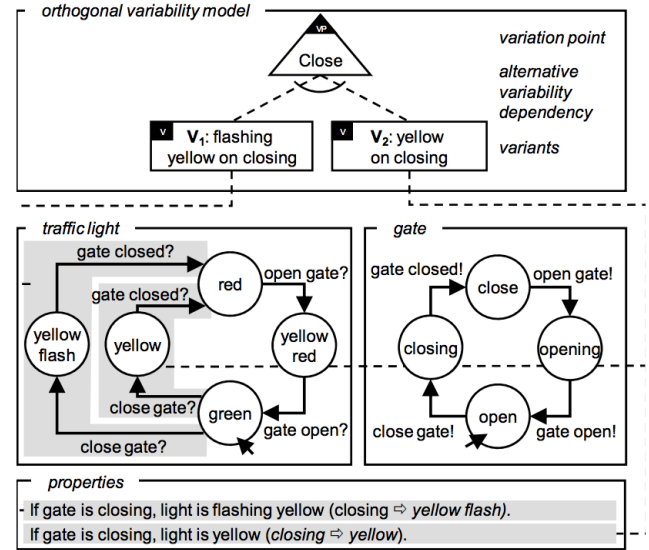 orthogonal variability model
VP
Close
variation point
alternative
variability
dependency
variants
V
V₁: flashing
yellow on closing
V
V₂: yellow
on closing
traffic light
gate closed?
gate closed?
red
open gate?
yellow
flash
yellow
yellow
red
close gate?
green
gate open?
close gate?
gate
gate closed!
close
open gate!
closing
opening
open
close gate!
gate open!
properties
If gate is closing, light is flashing yellow (closing ⇨ yellow flash).
If gate is closing, light is yellow (closing ⇨ yellow).